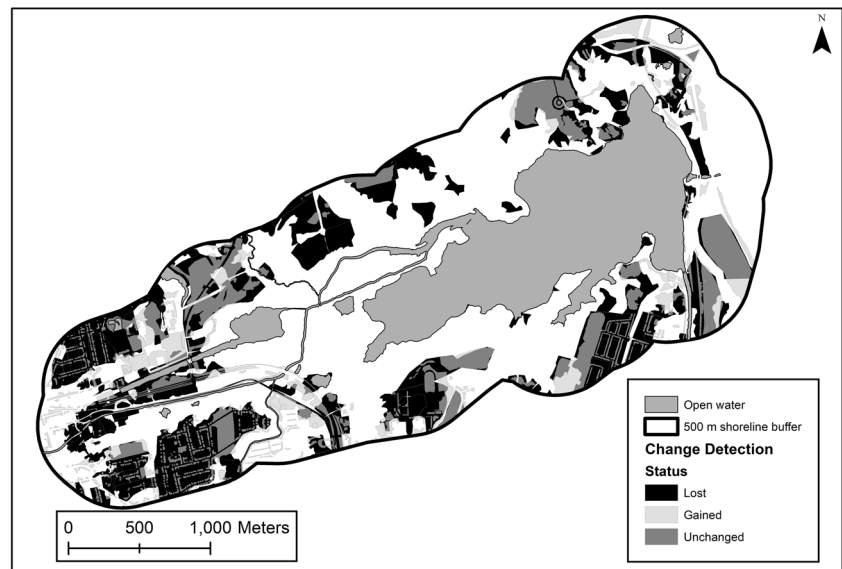 N
Open water
500 m shoreline buffer
Change Detection
Status
Lost
Gained
Unchanged
0 500 1,000 Meters